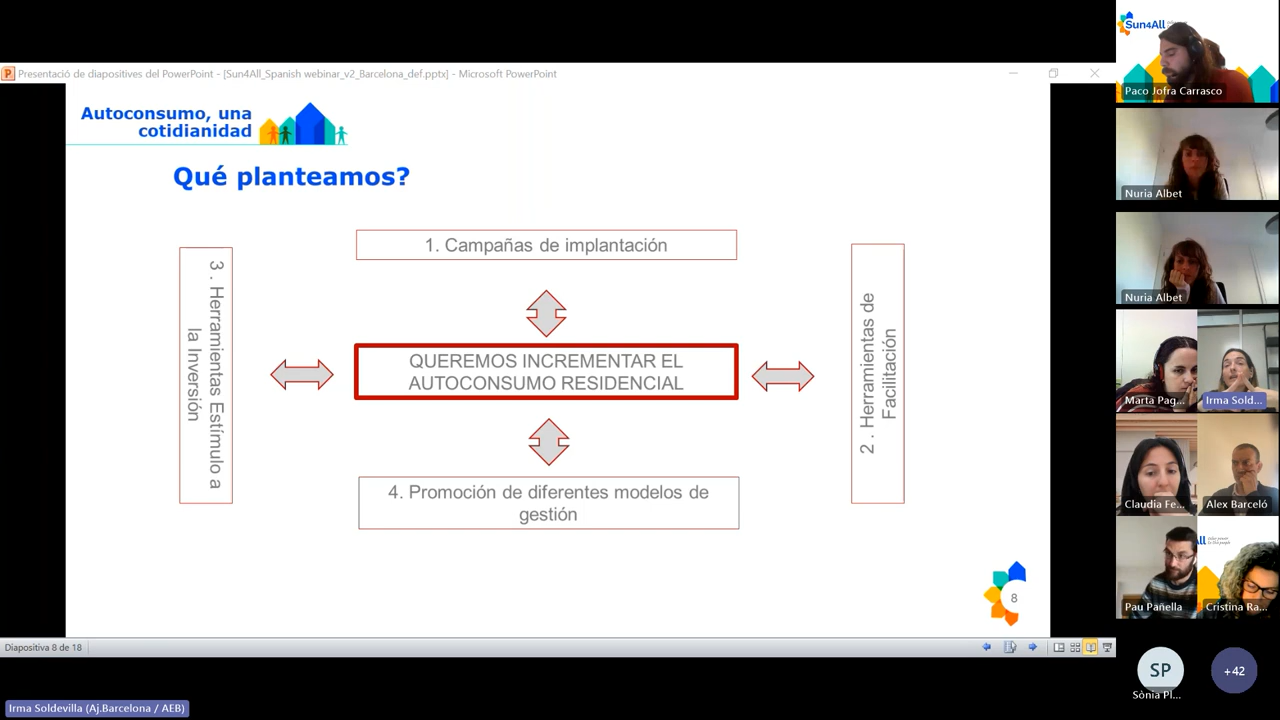 Presentació de diapositives del PowerPoint - [Sun4All_Spanish webinar_v2_Barcelona_def.pptx] - Microsoft PowerPoint
Autoconsumo, una
cotidianidad
Qué planteamos?
1. Campañas de implantación
3 . Herramientas Estímulo a
la Inversión
QUEREMOS INCREMENTAR EL
AUTOCONSUMO RESIDENCIAL
2 . Herramientas de
Facilitación
4. Promoción de diferentes modelos de
gestión
8
Diapositiva 8 de 18
Irma Soldevilla (Aj.Barcelona / AEB)
Sun4All
Paco Jofra Carrasco
Nuria Albet
Nuria Albet
Marta Pag...
Irma Sold...
Claudia Fe...
Alex Barceló
Pau Pañella
Cristina Ra...
SP
Sònia Pl...
+42